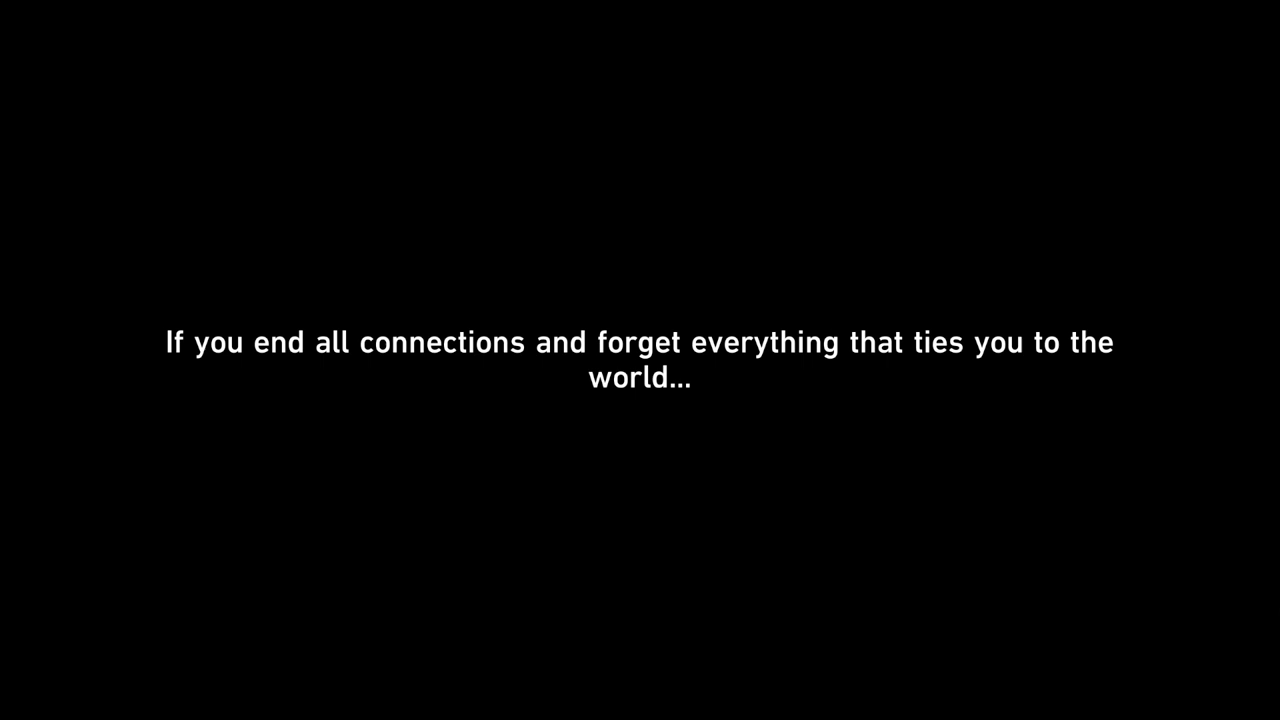 If you end all connections and forget everything that ties you to the
world...